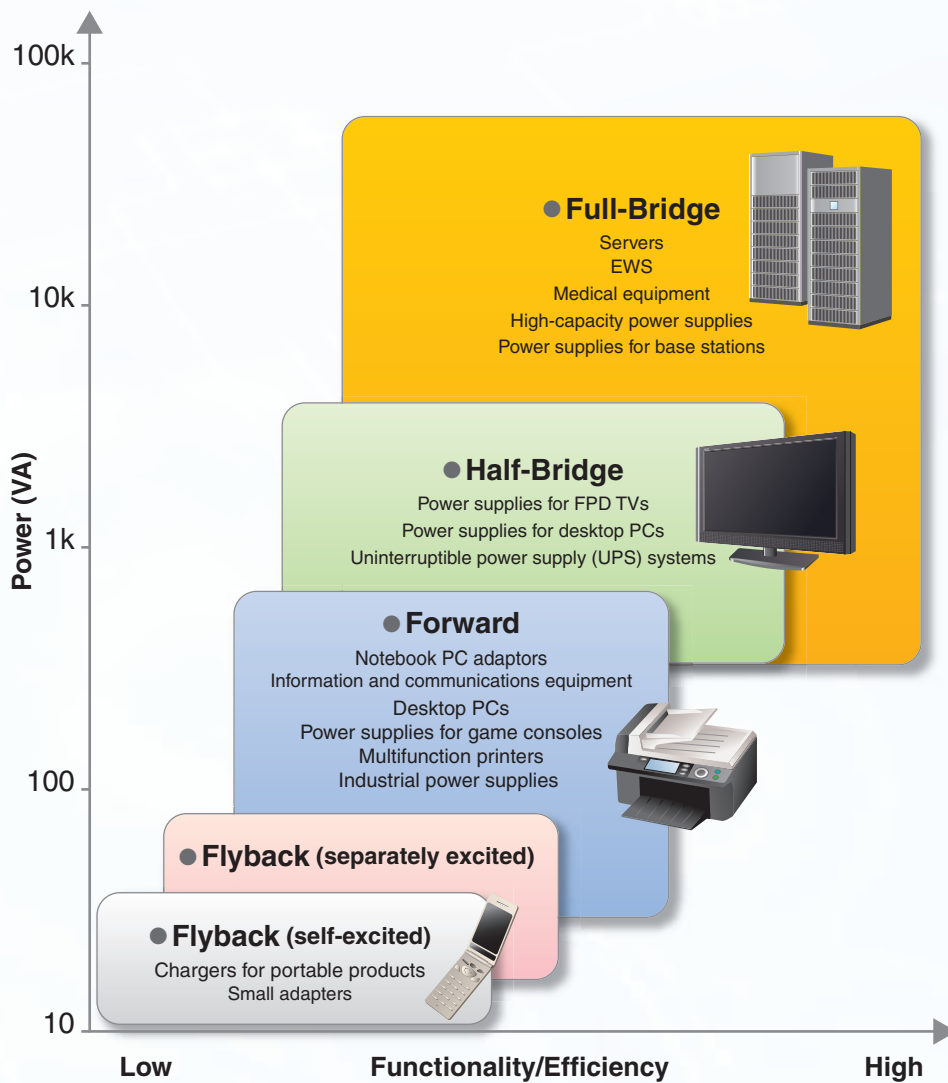 100k
10k
1k
100
10
Power (VA)
● Full-Bridge
Servers
EWS
Medical equipment
High-capacity power supplies
Power supplies for base stations
● Half-Bridge
Power supplies for FPD TVs
Power supplies for desktop PCs
Uninterruptible power supply (UPS) systems
● Forward
Notebook PC adaptors
Information and communications equipment
Desktop PCs
Power supplies for game consoles
Multifunction printers
Industrial power supplies
● Flyback (separately excited)
● Flyback (self-excited)
Chargers for portable products
Small adapters
Low Functionality/Efficiency High